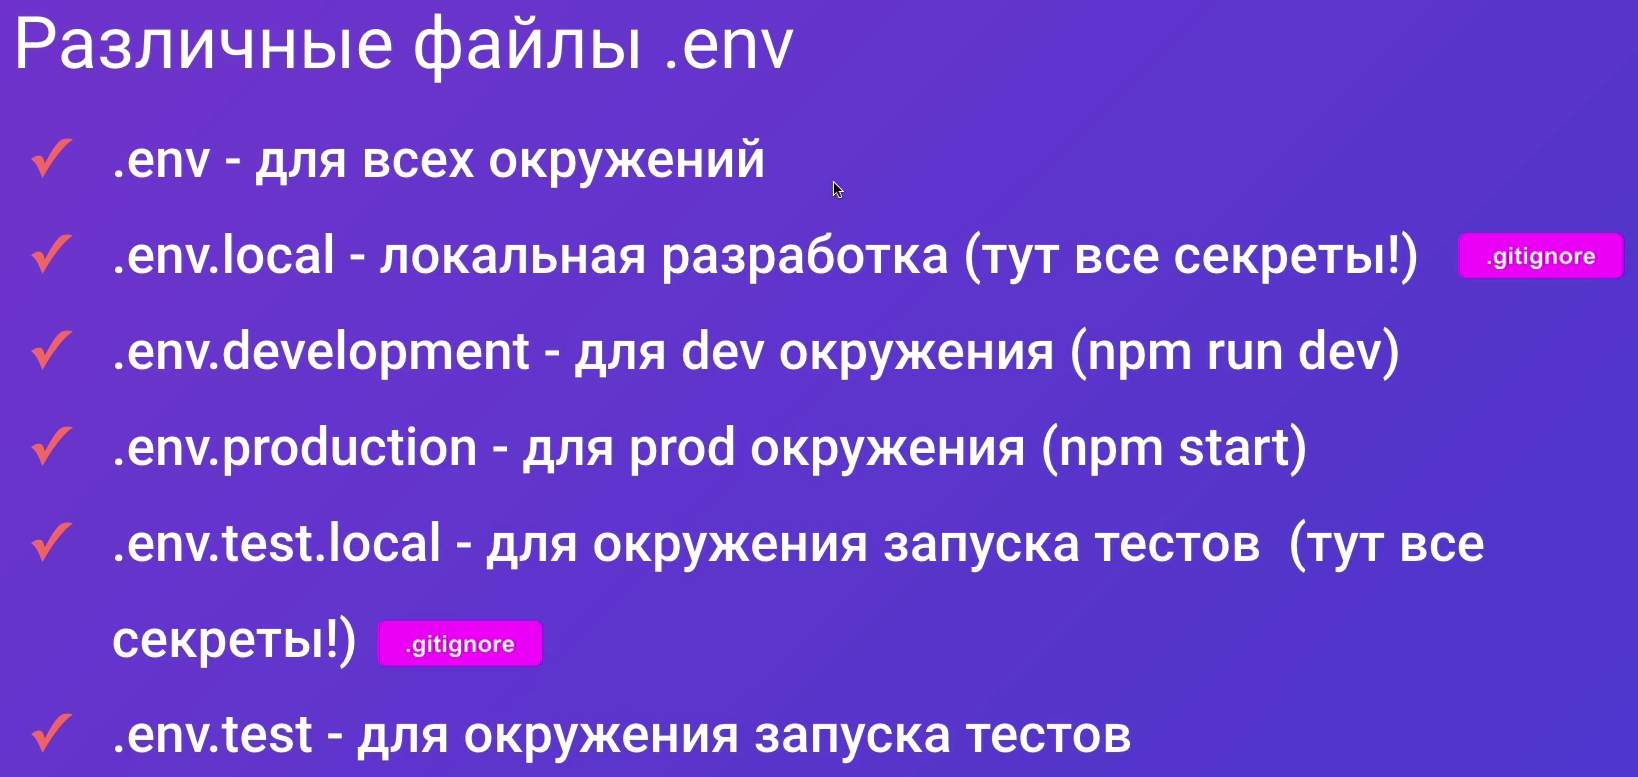 Различные файлы .env
.env - для всех окружений
.env.local - локальная разработка (тут все секреты!) .gitignore
.env.development - для dev окружения (npm run dev)
.env.production - для prod окружения (npm start)
.env.test.local - для окружения запуска тестов (тут все
секреты!) .gitignore
.env.test - для окружения запуска тестов